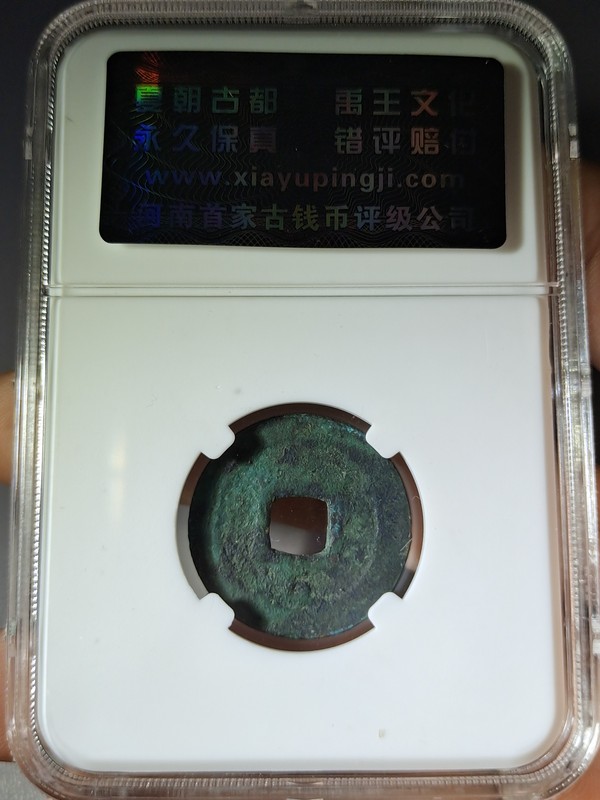 夏朝古都 禹王文化
永久保真 错评赔付
www.xiayupingji.com
河南首家古钱币评级公司